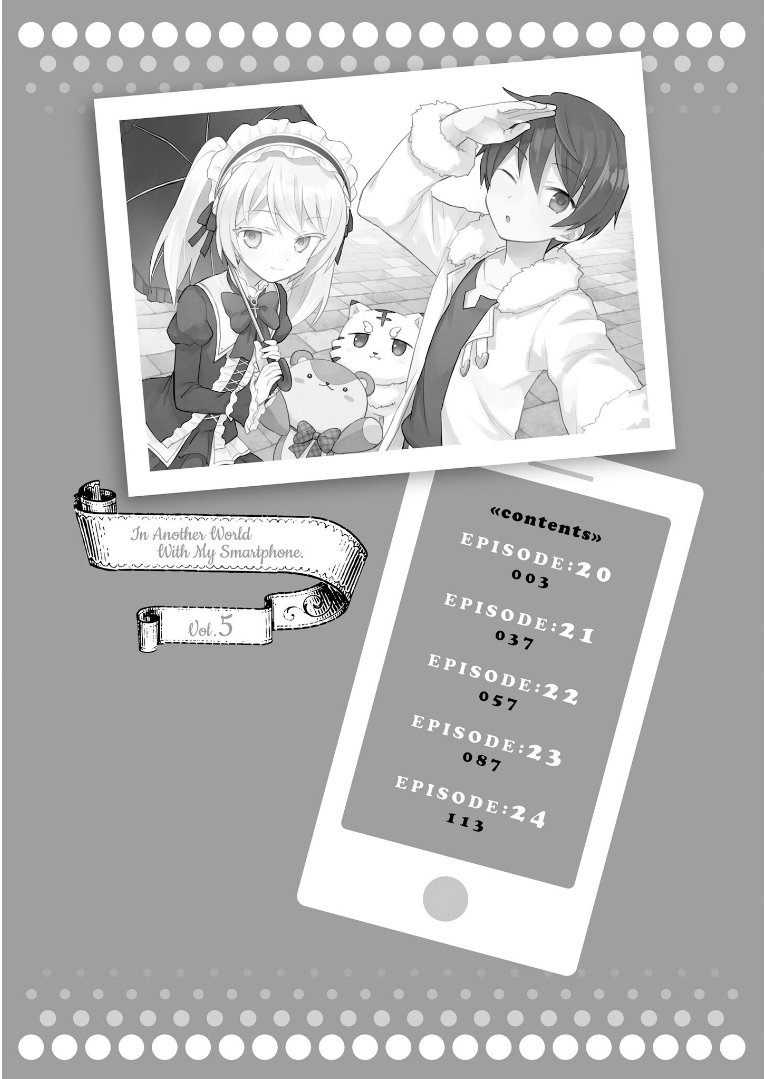 In Another World
With My Smartphone.
Vol.5
«contents»
EPISODE:20
003
EPISODE:21
037
EPISODE:22
057
EPISODE:23
087
EPISODE:24
113